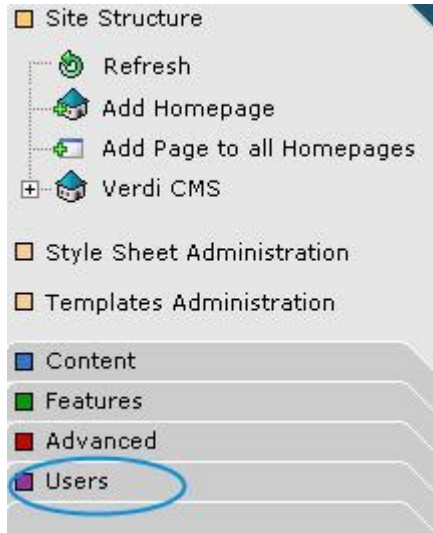 Site Structure
Refresh
Add Homepage
Add Page to all Homepages
Verdi CMS
Style Sheet Administration
Templates Administration
Content
Features
Advanced
Users